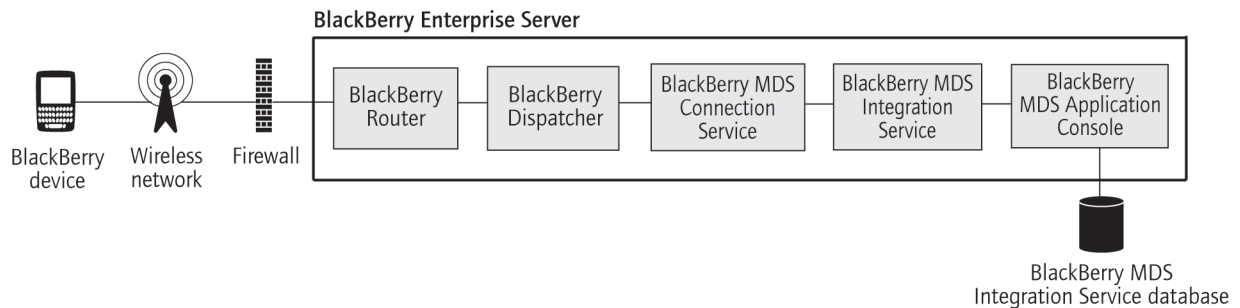 BlackBerry Enterprise Server
BlackBerry
device
Wireless
network
Firewall
BlackBerry
Router
BlackBerry
Dispatcher
BlackBerry MDS
Connection
Service
BlackBerry MDS
Integration
Service
BlackBerry
MDS Application
Console
BlackBerry MDS
Integration Service database